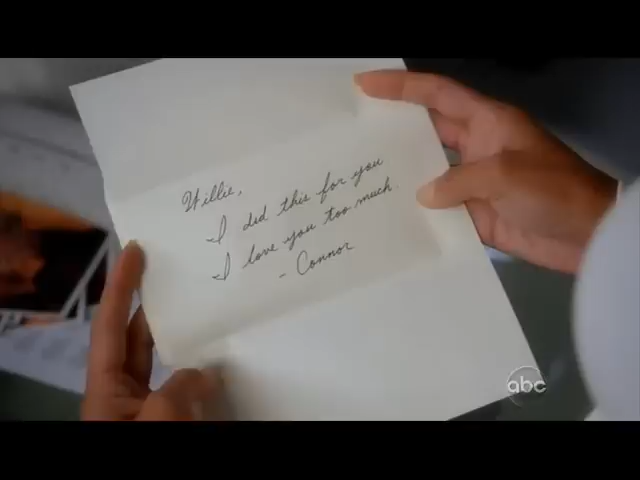 Willie,
I did this for you
I love you too much.
- Connor
abc